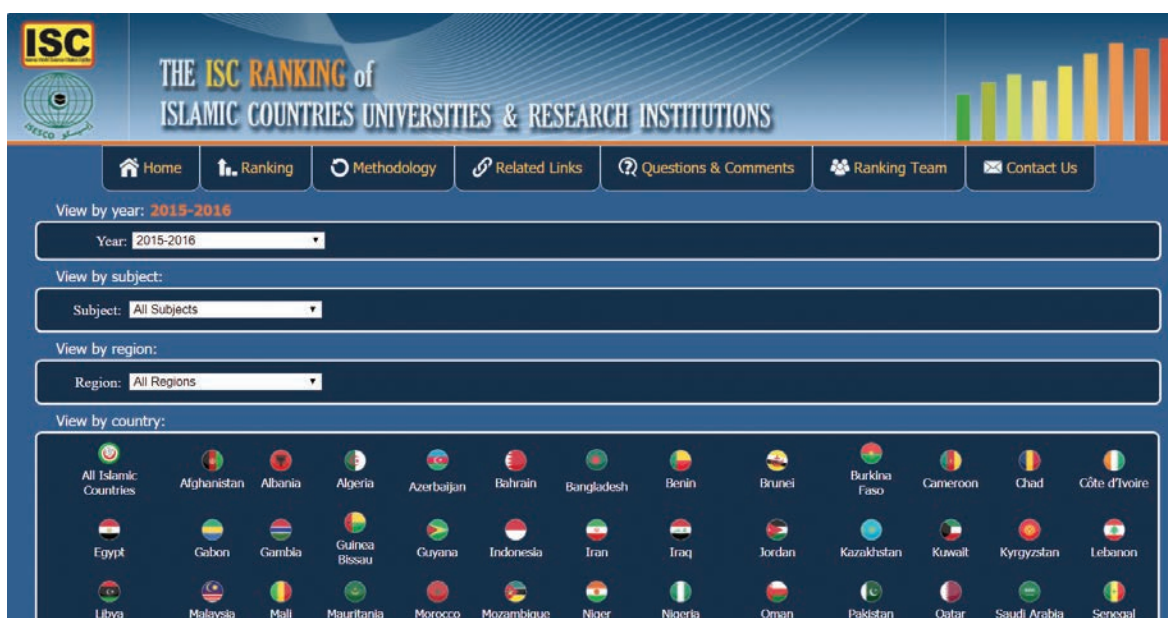 ISC
ISESCO
THE ISC RANKING of
ISLAMIC COUNTRIES UNIVERSITIES & RESEARCH INSTITUTIONS
Home Ranking Methodology Related Links Questions & Comments Ranking Team Contact Us
View by year: 2015-2016
Year: 2015-2016
View by subject:
Subject: All Subjects
View by region:
Region: All Regions
View by country:
All Islamic Countries Afghanistan Albania Algeria Azerbaijan Bahrain Bangladesh Benin Brunei Burkina Faso Cameroon Chad Côte d'Ivoire
Egypt Gabon Gambia Guinea Bissau Guyana Indonesia Iran Iraq Jordan Kazakhstan Kuwait Kyrgyzstan Lebanon
Libya Malaysia Mali Mauritania Morocco Mozambique Niger Nigeria Oman Pakistan Qatar Saudi Arabia Senegal